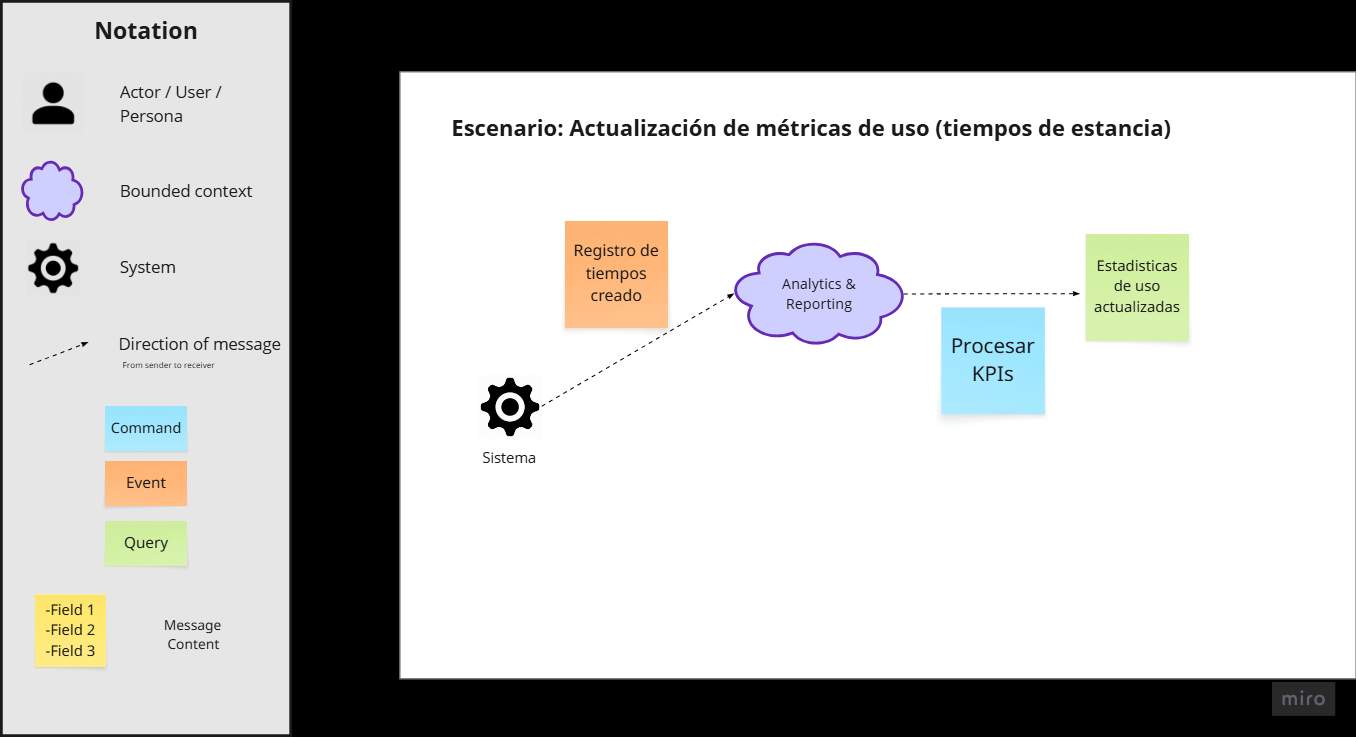 Notation
Actor / User /
Persona
Bounded context
System
Direction of message
From sender to receiver
Command
Event
Query
-Field 1
-Field 2
-Field 3
Message
Content
Escenario: Actualización de métricas de uso (tiempos de estancia)
Registro de
tiempos
creado
Sistema
Analytics &
Reporting
Procesar
KPIs
Estadisticas
de uso
actualizadas
miro